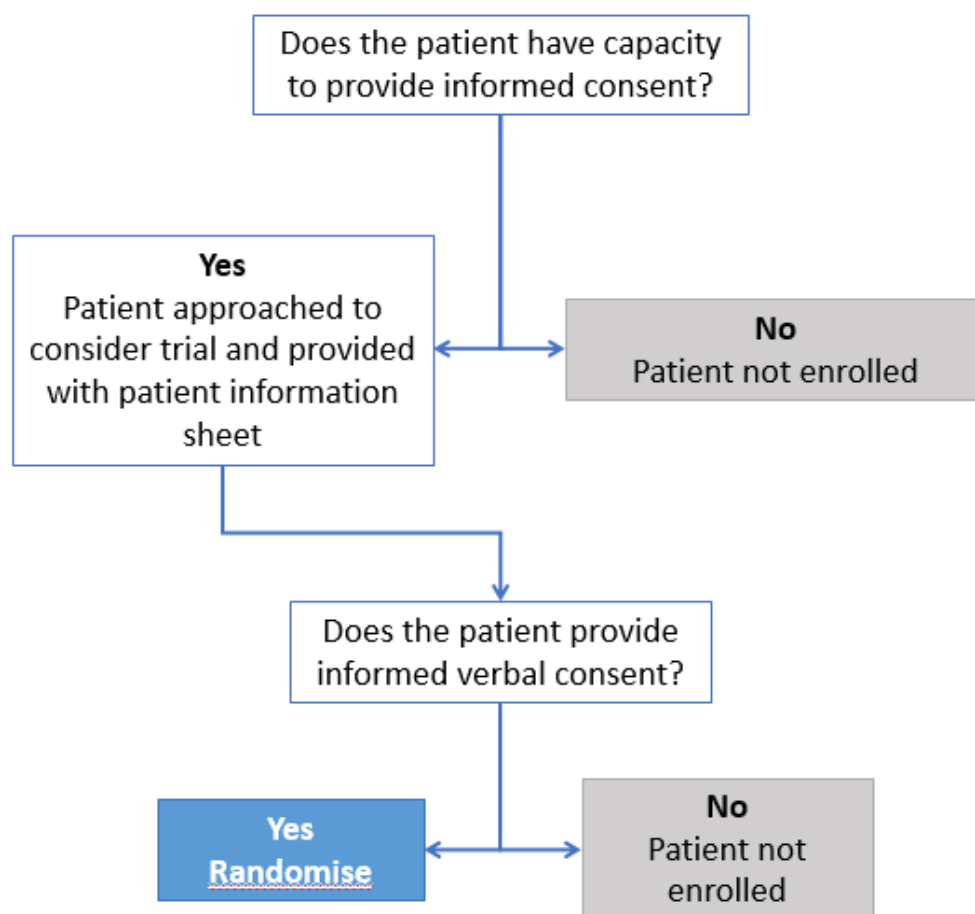 Does the patient have capacity
to provide informed consent?
Yes
Patient approached to
consider trial and provided
with patient information
sheet
No
Patient not enrolled
Does the patient provide
informed verbal consent?
Yes
Randomise
No
Patient not
enrolled